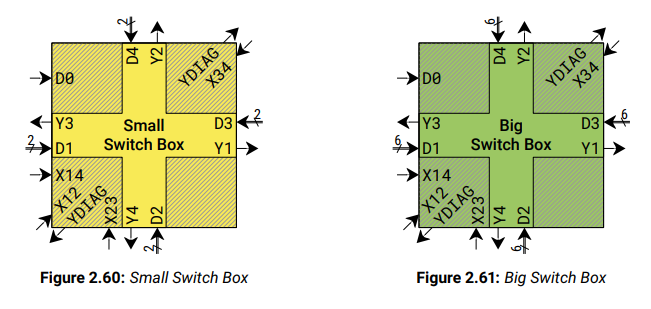 2
D4
Y2
YDIAG
X34
D0
Y3
Small
Switch Box
D3
2
2
D1
Y1
X14
X12
YDIAG
X23
Y4
D2
2
Figure 2.60: Small Switch Box
6
D4
Y2
YDIAG
X34
D0
Y3
Big
Switch Box
D3
6
6
D1
Y1
X14
X12
YDIAG
X23
Y4
D2
6
Figure 2.61: Big Switch Box